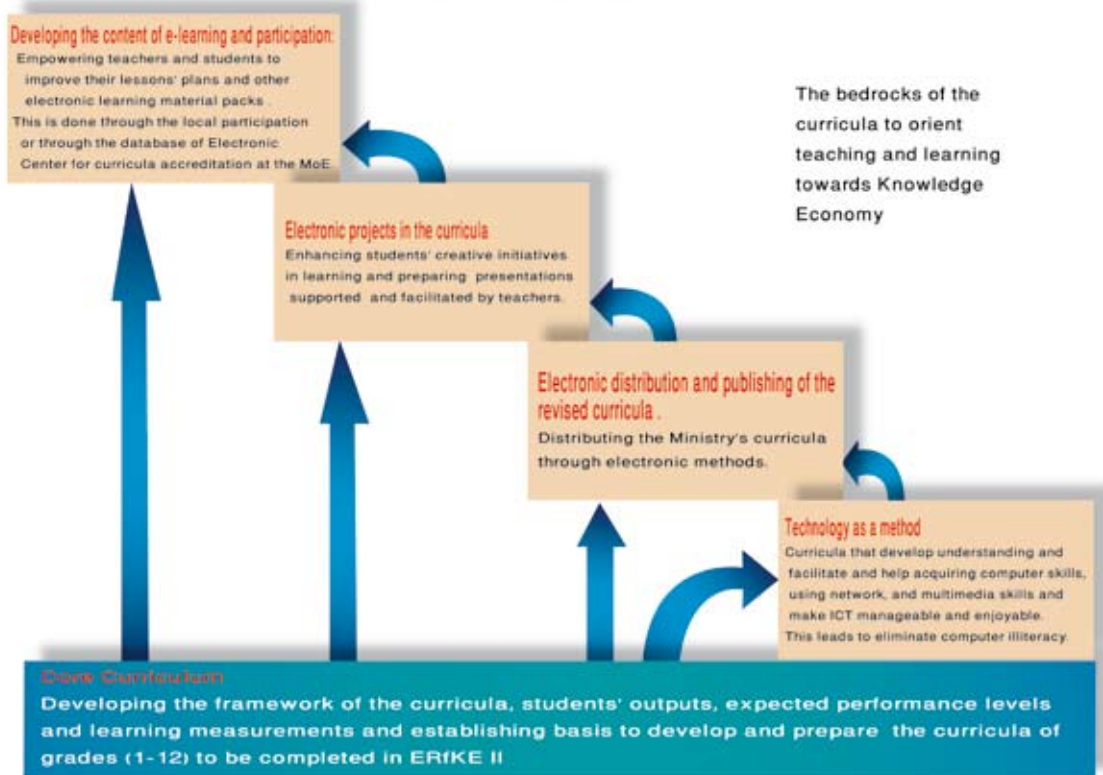 Developing the content of e-learning and participation:
Empowering teachers and students to
improve their lessons' plans and other
electronic learning material packs .
This is done through the local participation
or through the database of Electronic
Center for curricula accreditation at the MoE.
The bedrocks of the
curricula to orient
teaching and learning
towards Knowledge
Economy
Electronic projects in the curricula
Enhancing students' creative initiatives
in learning and preparing presentations
supported and facilitated by teachers.
Electronic distribution and publishing of the
revised curricula .
Distributing the Ministry's curricula
through electronic methods.
Technology as a method
Curricula that develop understanding and
facilitate and help acquiring computer skills,
using network, and multimedia skills and
make ICT manageable and enjoyable.
This leads to eliminate computer illiteracy.
Core Curriculum
Developing the framework of the curricula, students' outputs, expected performance levels
and learning measurements and establishing basis to develop and prepare the curricula of
grades (1-12) to be completed in ERfKE II